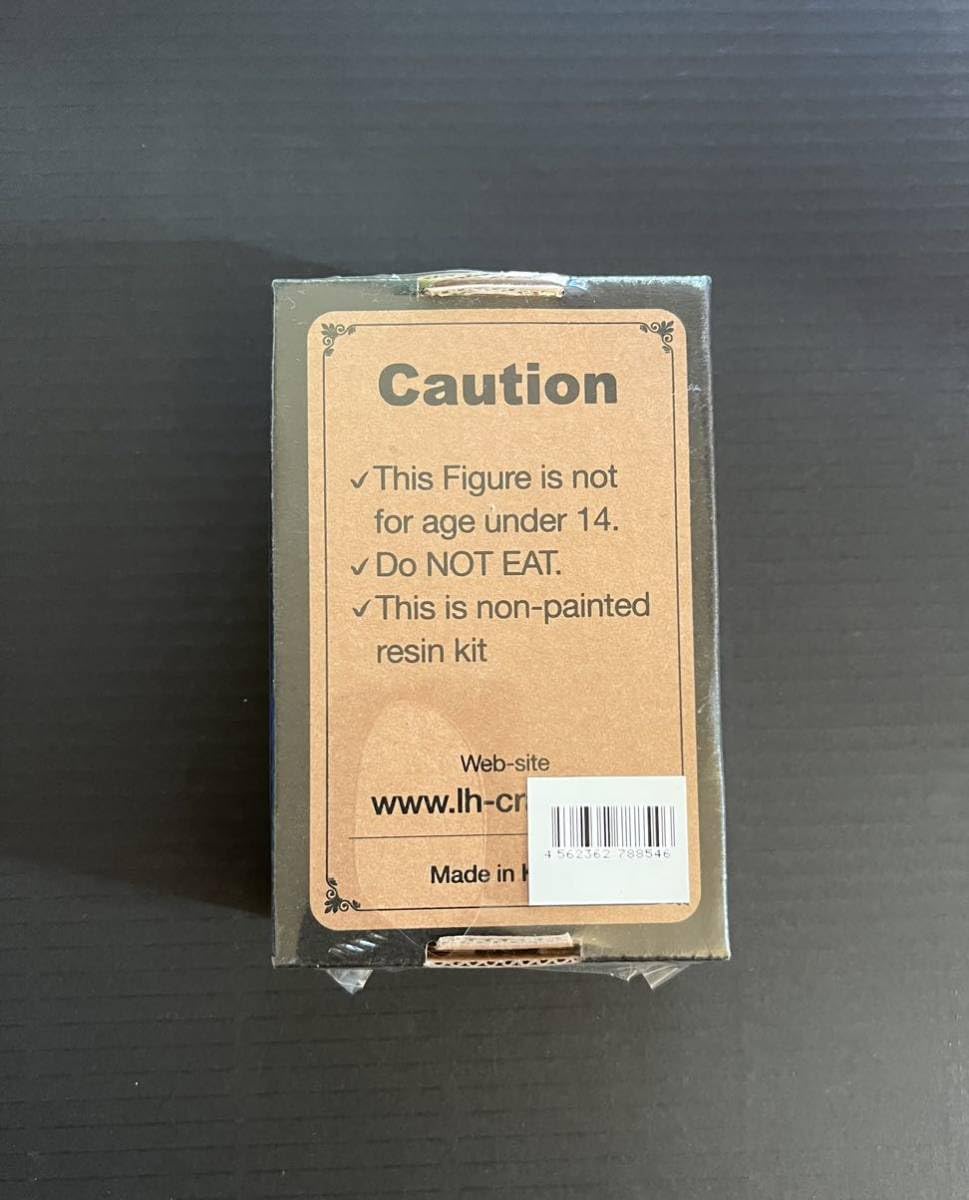 Caution
✓This Figure is not
for age under 14.
✓Do NOT EAT.
✓This is non-painted
resin kit
Web-site
www.lh-cr
Made in
4 562362 788546